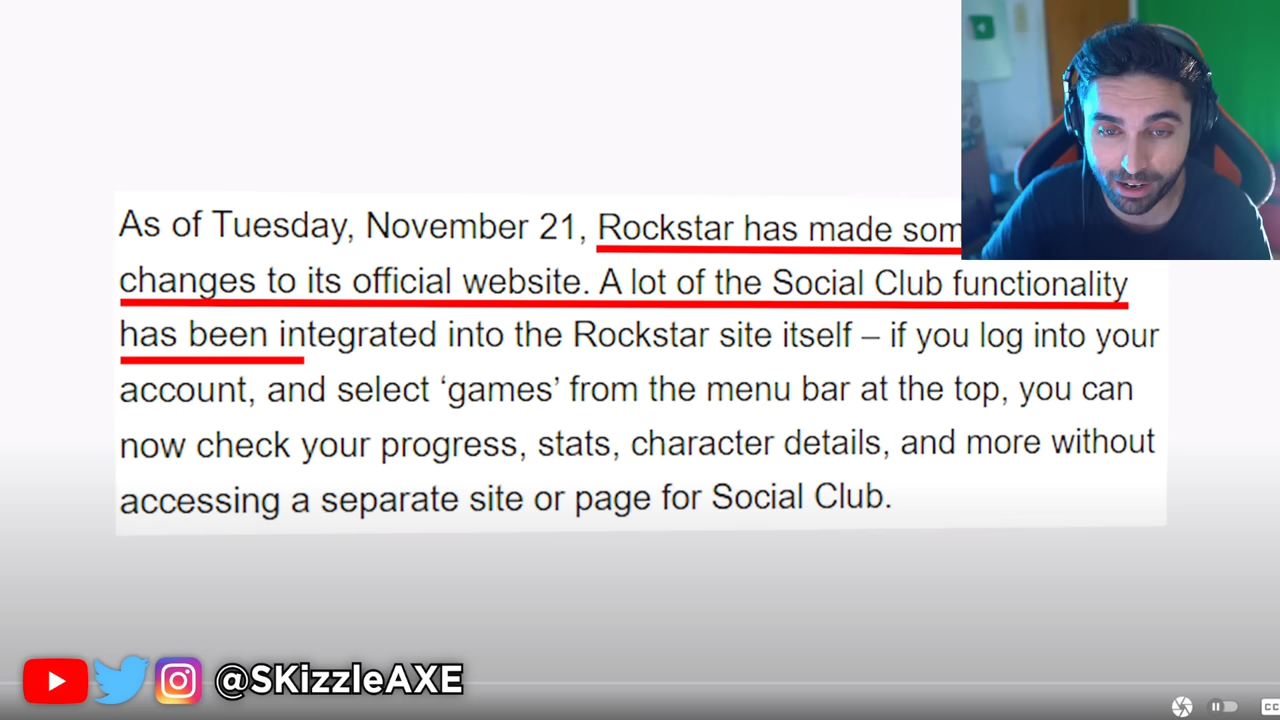 As of Tuesday, November 21, Rockstar has made som
changes to its official website. A lot of the Social Club functionality
has been integrated into the Rockstar site itself – if you log into your
account, and select ‘games’ from the menu bar at the top, you can
now check your progress, stats, character details, and more without
accessing a separate site or page for Social Club.
@SKizzleAXE
CC